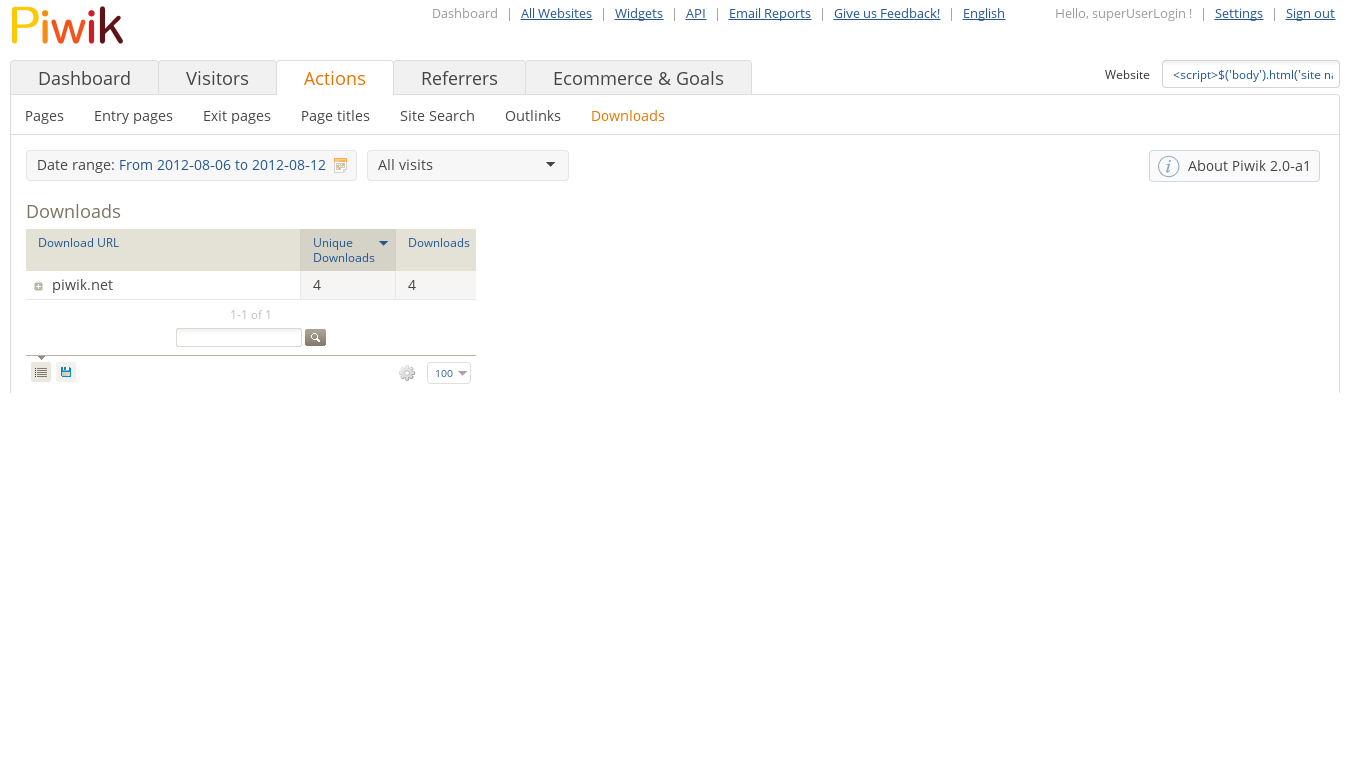 Piwik
Dashboard | All Websites | Widgets | API | Email Reports | Give us Feedback! | English
Hello, superUserLogin ! | Settings | Sign out
Dashboard Visitors Actions Referrers Ecommerce & Goals
Website <script>$('body').html('site
Pages Entry pages Exit pages Page titles Site Search Outlinks Downloads
Date range: From 2012-08-06 to 2012-08-12
All visits
About Piwik 2.0-a1
Downloads
Download URL Unique Downloads Downloads
piwik.net 4 4
1-1 of 1
100